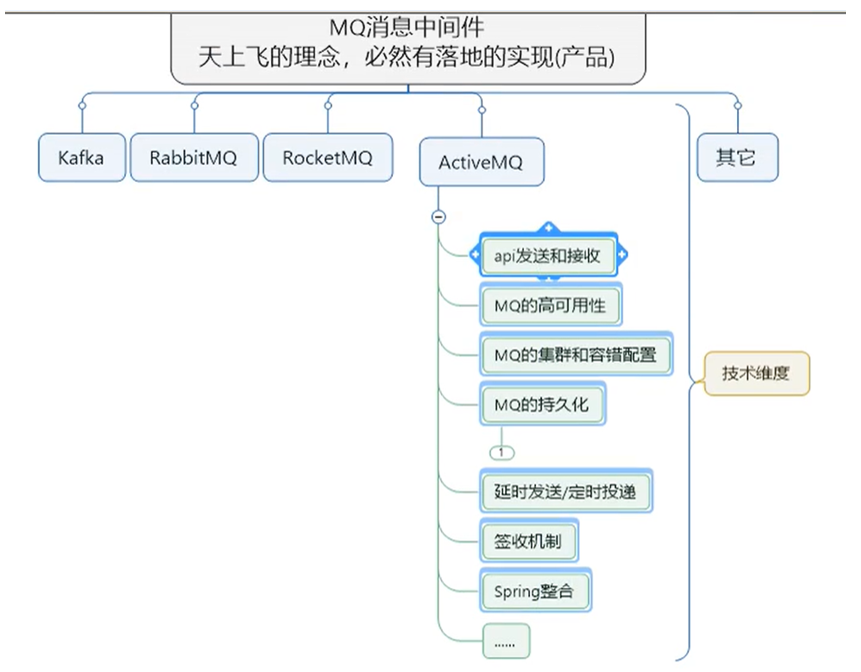 MQ消息中间件
天上飞的理念，必然有落地的实现(产品)
Kafka
RabbitMQ
RocketMQ
ActiveMQ
其它
api发送和接收
MQ的高可用性
MQ的集群和容错配置
技术维度
MQ的持久化
1
延时发送/定时投递
签收机制
Spring整合
......